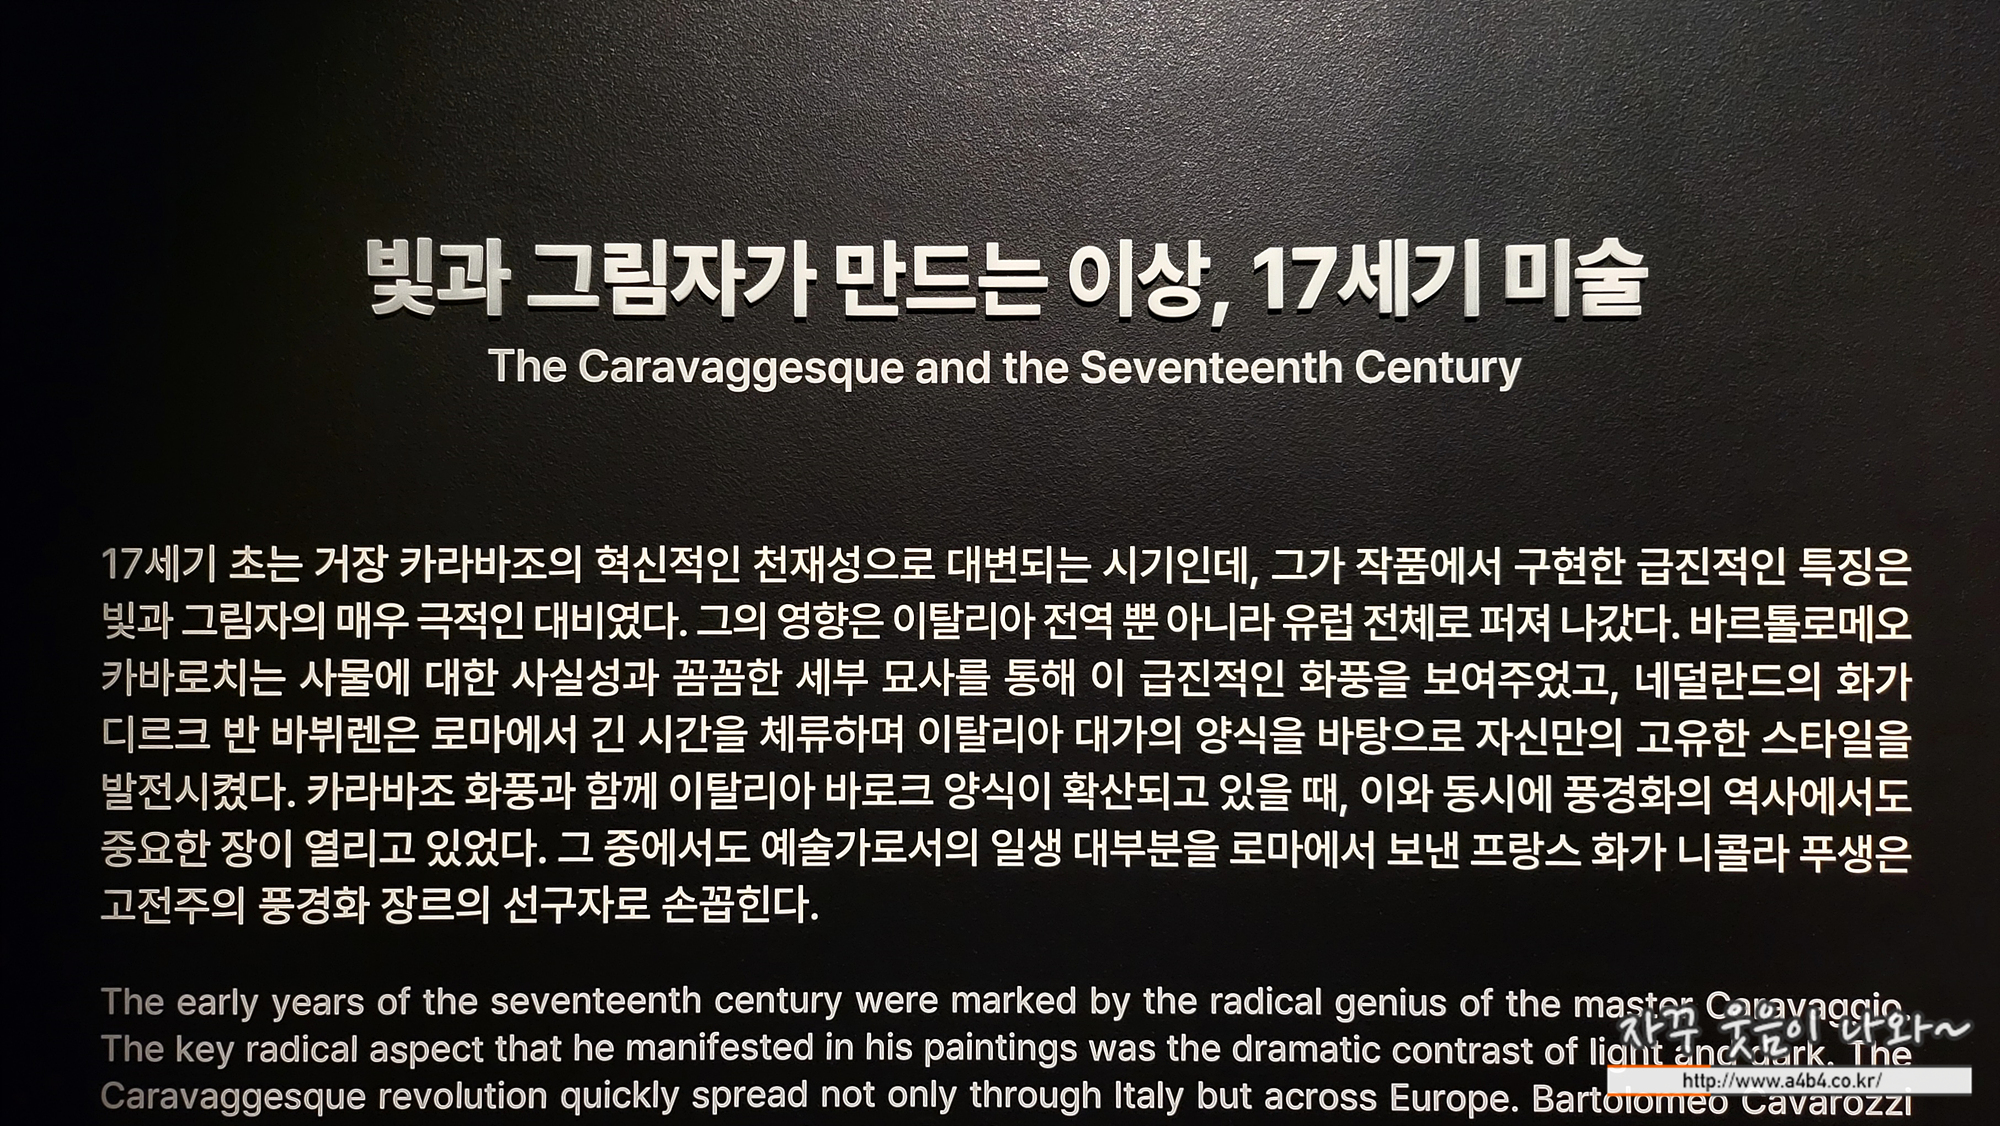 빛과 그림자가 만드는 이상, 17세기 미술
The Caravaggesque and the Seventeenth Century
17세기 초는 거장 카라바조의 혁신적인 천재성으로 대변되는 시기인데, 그가 작품에서 구현한 급진적인 특징은
빛과 그림자의 매우 극적인 대비였다. 그의 영향은 이탈리아 전역 뿐 아니라 유럽 전체로 퍼져 나갔다. 바르톨로메오
카바로치는 사물에 대한 사실성과 꼼꼼한 세부 묘사를 통해 이 급진적인 화풍을 보여주었고, 네덜란드의 화가
디르크 반 바뷔렌은 로마에서 긴 시간을 체류하며 이탈리아 대가의 양식을 바탕으로 자신만의 고유한 스타일을
발전시켰다. 카라바조 화풍과 함께 이탈리아 바로크 양식이 확산되고 있을 때, 이와 동시에 풍경화의 역사에서도
중요한 장이 열리고 있었다. 그 중에서도 예술가로서의 일생 대부분을 로마에서 보낸 프랑스 화가 니콜라 푸생은
고전주의 풍경화 장르의 선구자로 손꼽힌다.
The early years of the seventeenth century were marked by the radical genius of the master Caravaggio.
The key radical aspect that he manifested in his paintings was the dramatic contrast of light and dark. The
Caravaggesque revolution quickly spread not only through Italy but across Europe. Bartolomeo Cavarozzi
자꾸 웃음이 나와~
http://www.a4b4.co.kr/